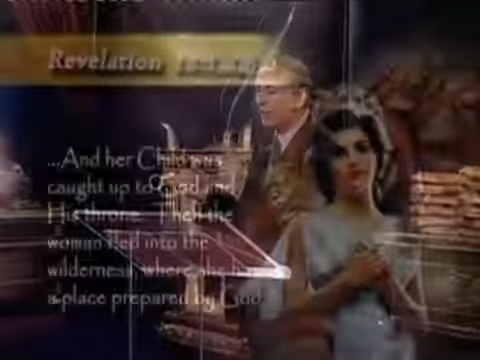 Revelation
...And her Child was
caught up to God and
His throne. Then the
woman fled into the
wilderness, where she
a place prepared by God